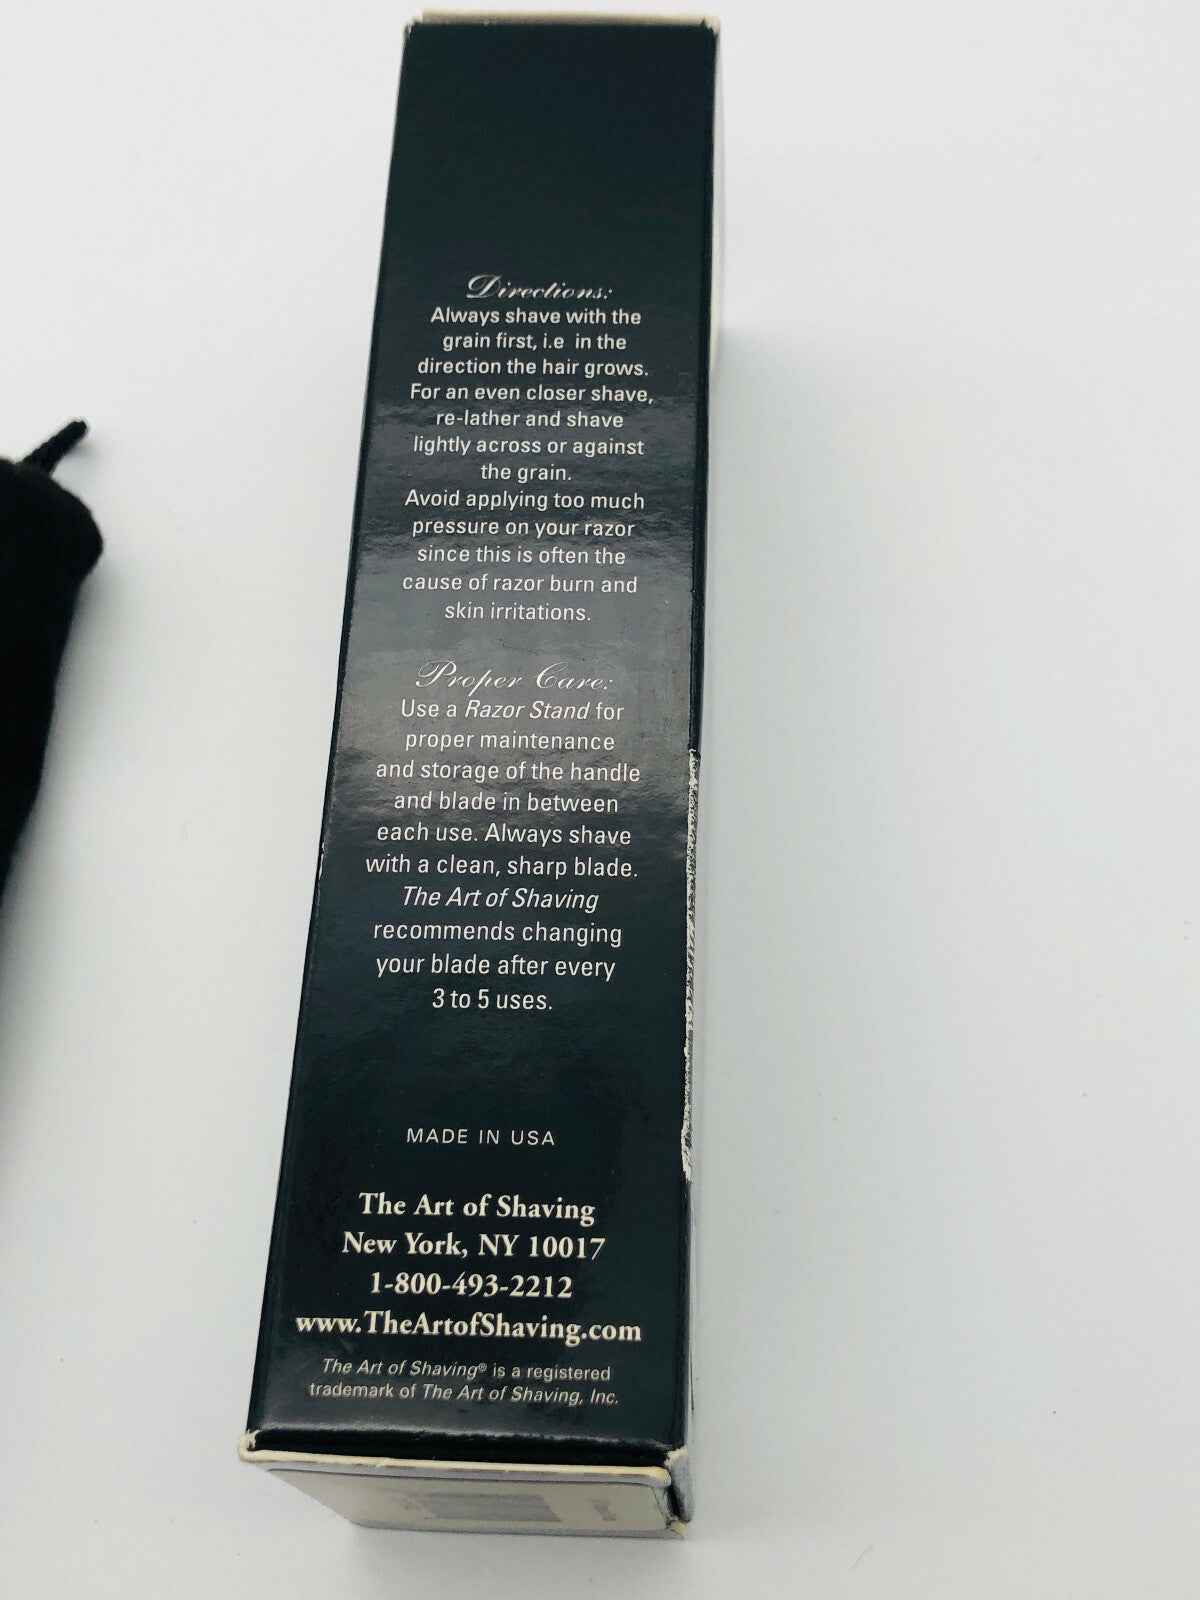 Directions:
Always shave with the
grain first, i.e in the
direction the hair grows.
For an even closer shave,
re-lather and shave
lightly across or against
the grain.
Avoid applying too much
pressure on your razor
since this is often the
cause of razor burn and
skin irritations.
Proper Care:
Use a Razor Stand for
proper maintenance
and storage of the handle
and blade in between
each use. Always shave
with a clean, sharp blade.
The Art of Shaving
recommends changing
your blade after every
3 to 5 uses.
MADE IN USA
The Art of Shaving
New York, NY 10017
1-800-493-2212
www.TheArtofShaving.com
The Art of Shaving® is a registered
trademark of The Art of Shaving, Inc.